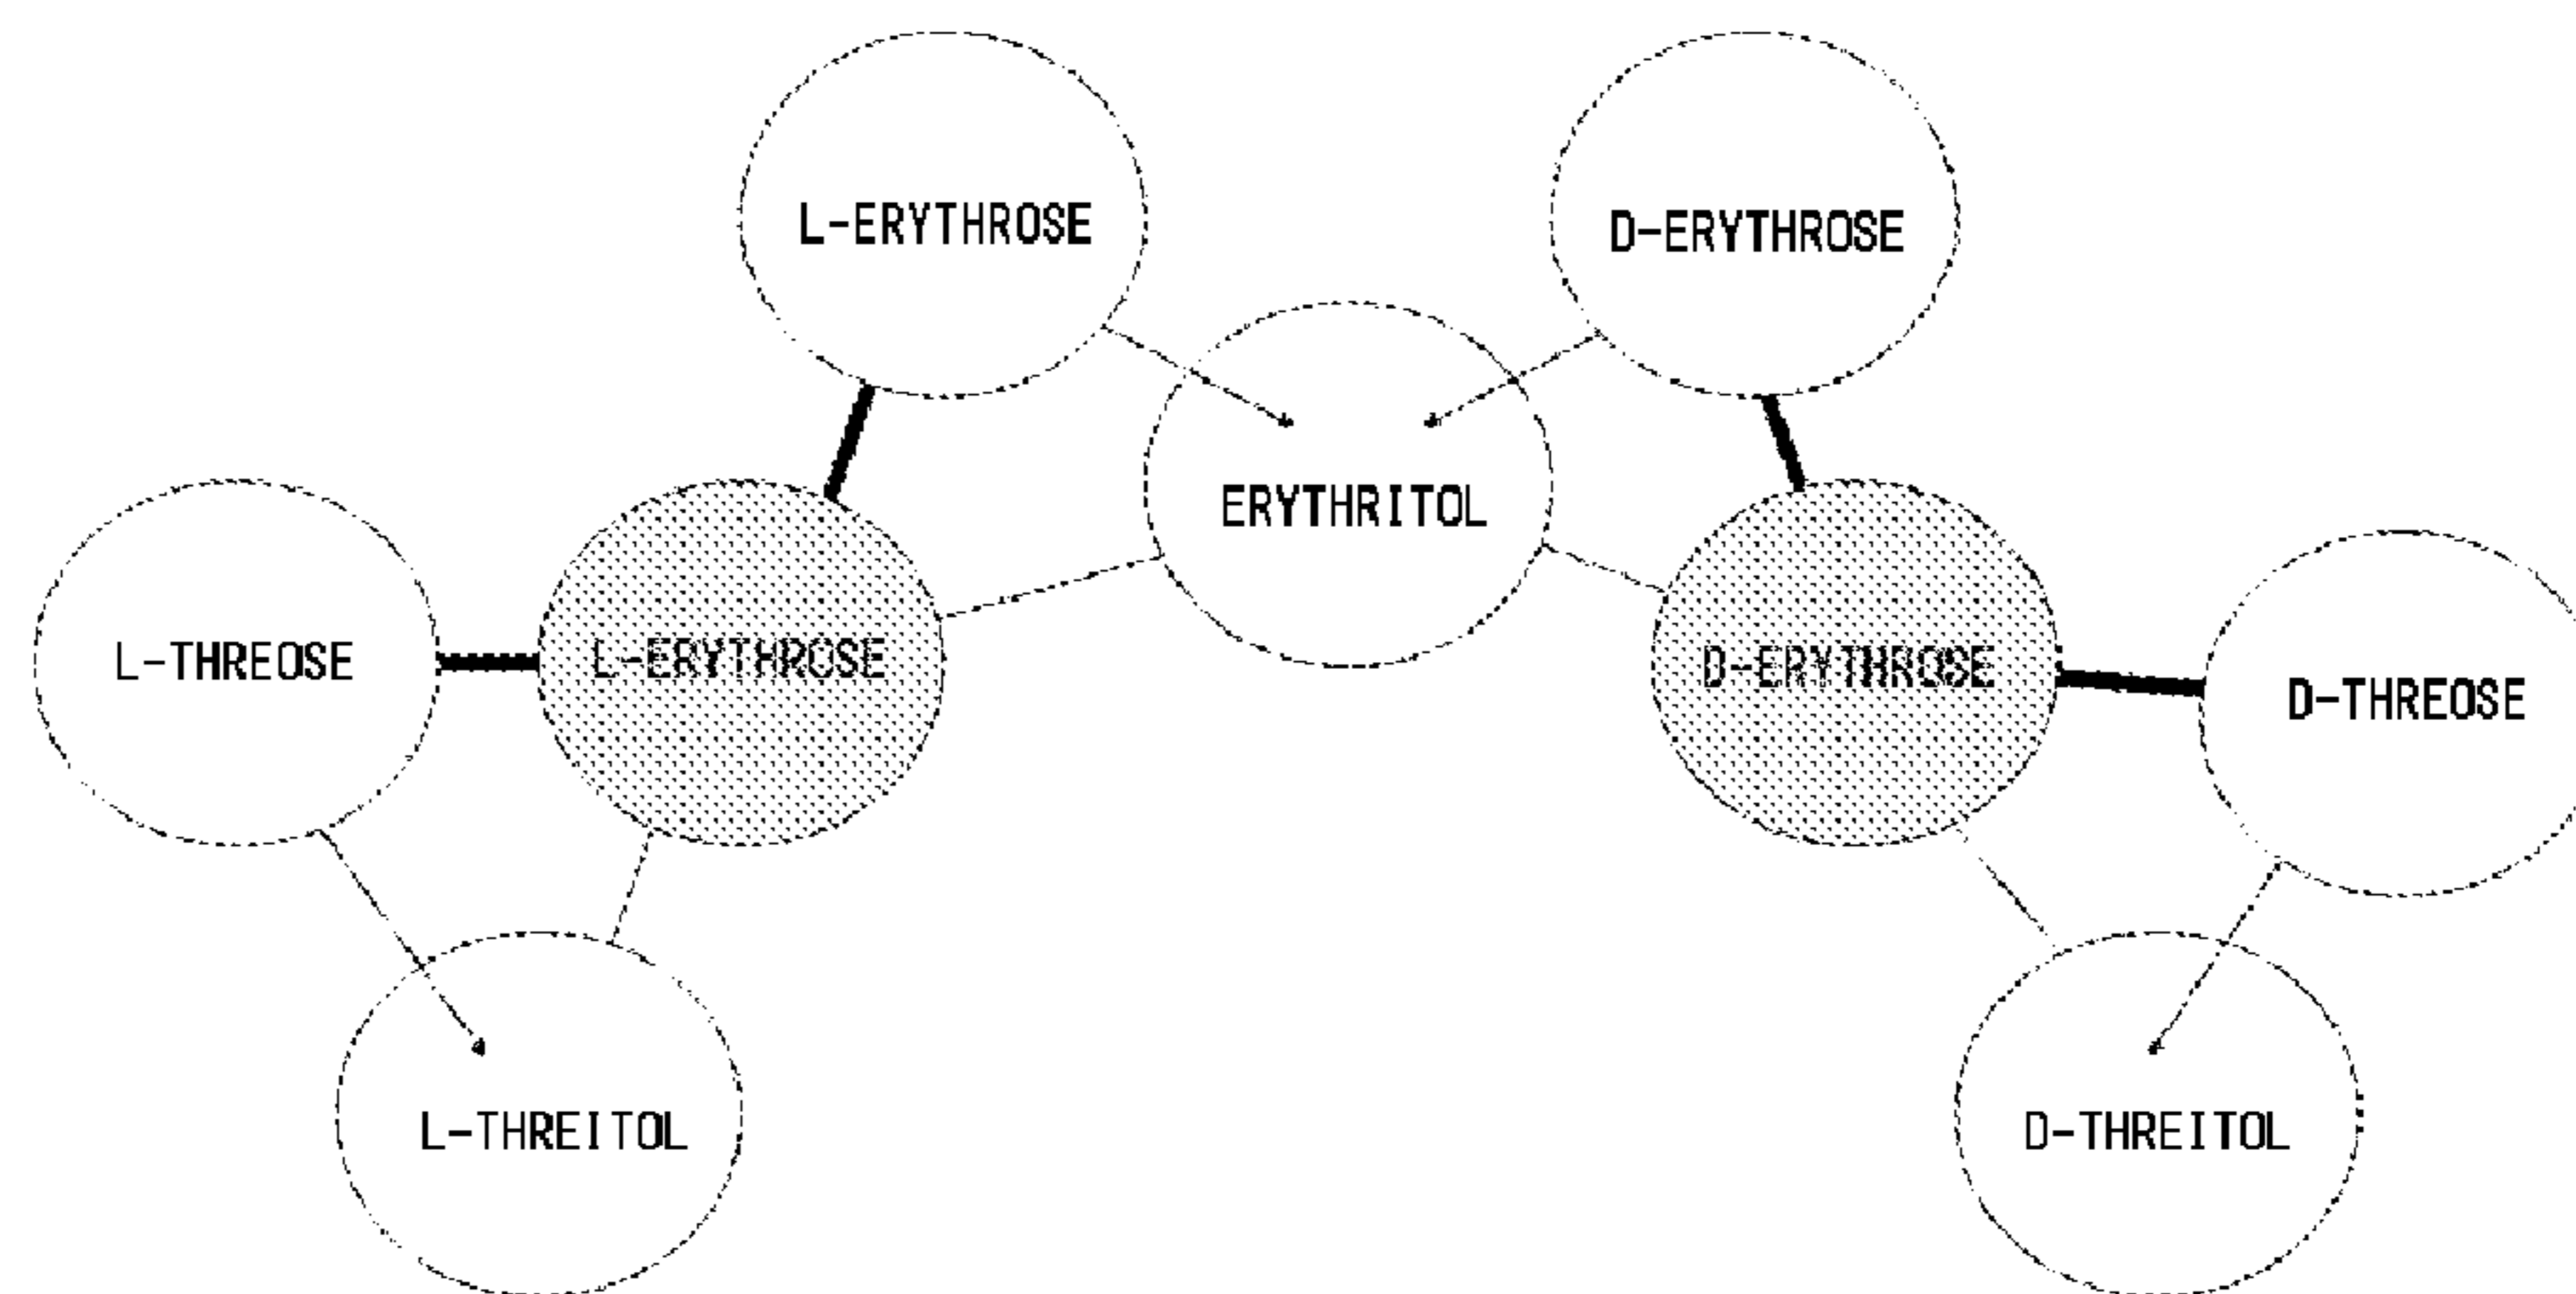 L-ERYTHROSE
D-ERYTHROSE
ERYTHRITOL
L-THREOSE
L-ERYTHROSE
D-ERYTHROSE
D-THREOSE
L-THREITOL
D-THREITOL